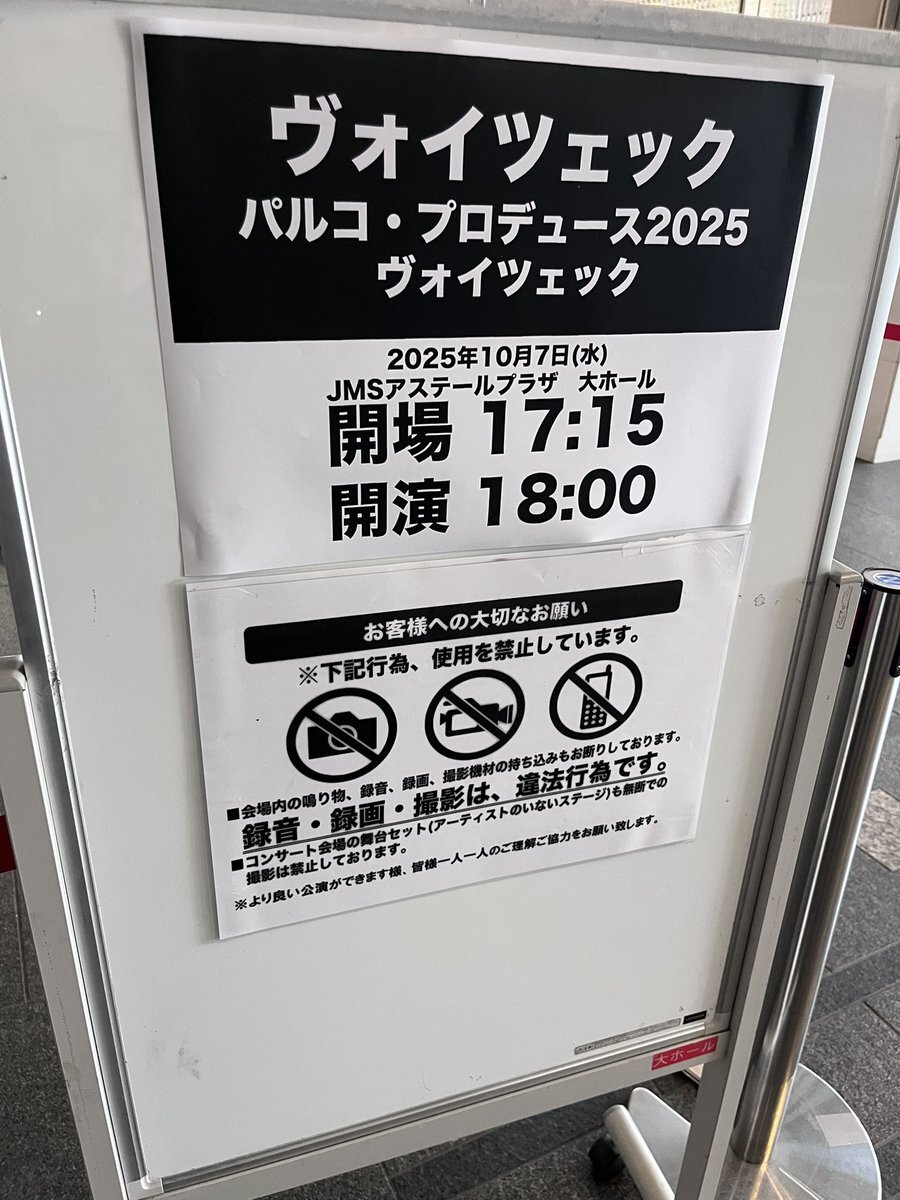 ヴォイツェック
パルコ・プロデュース2025
ヴォイツェック
2025年10月7日(水)
JMSアステールプラザ　大ホール
開場 17:15
開演 18:00
お客様への大切なお願い
※下記行為、使用を禁止しています。
■会場内の鳴り物、録音、録画、撮影機材の持ち込みもお断りしております。
録音・録画・撮影は、違法行為です。
■コンサート会場の舞台セット(アーティストのいないステージ)も無断での
撮影は禁止しております。
※より良い公演ができます様、皆様一人一人のご理解ご協力をお願い致します。
大ホール